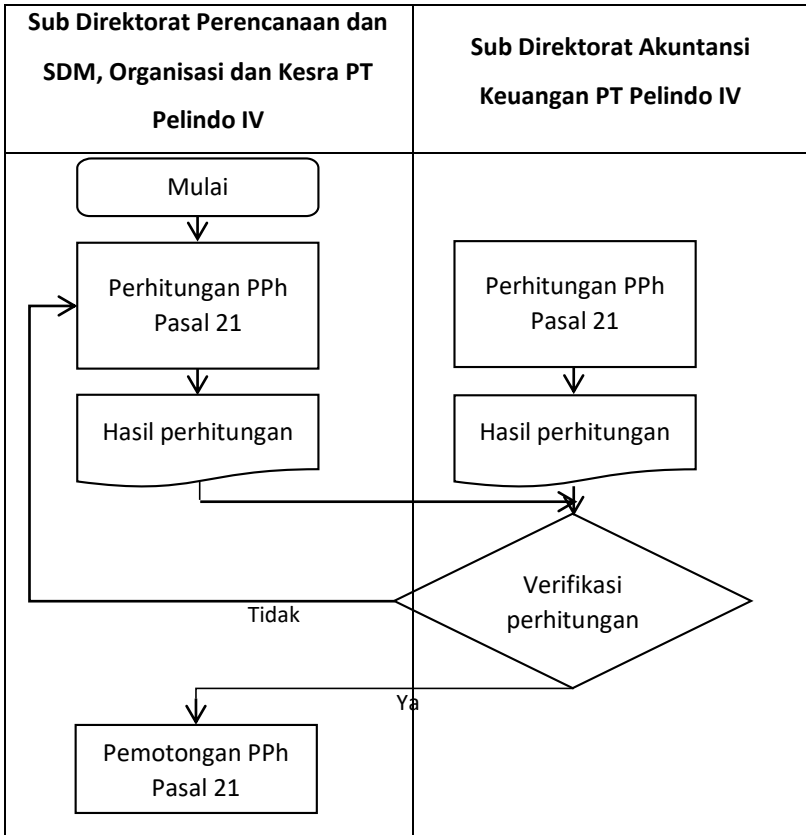 Sub Direktorat Perencanaan dan
SDM, Organisasi dan Kesra PT
Pelindo IV
Sub Direktorat Akuntansi
Keuangan PT Pelindo IV
Mulai
Perhitungan PPh
Pasal 21
Perhitungan PPh
Pasal 21
Hasil perhitungan
Hasil perhitungan
Verifikasi
perhitungan
Tidak
Ya
Pemotongan PPh
Pasal 21